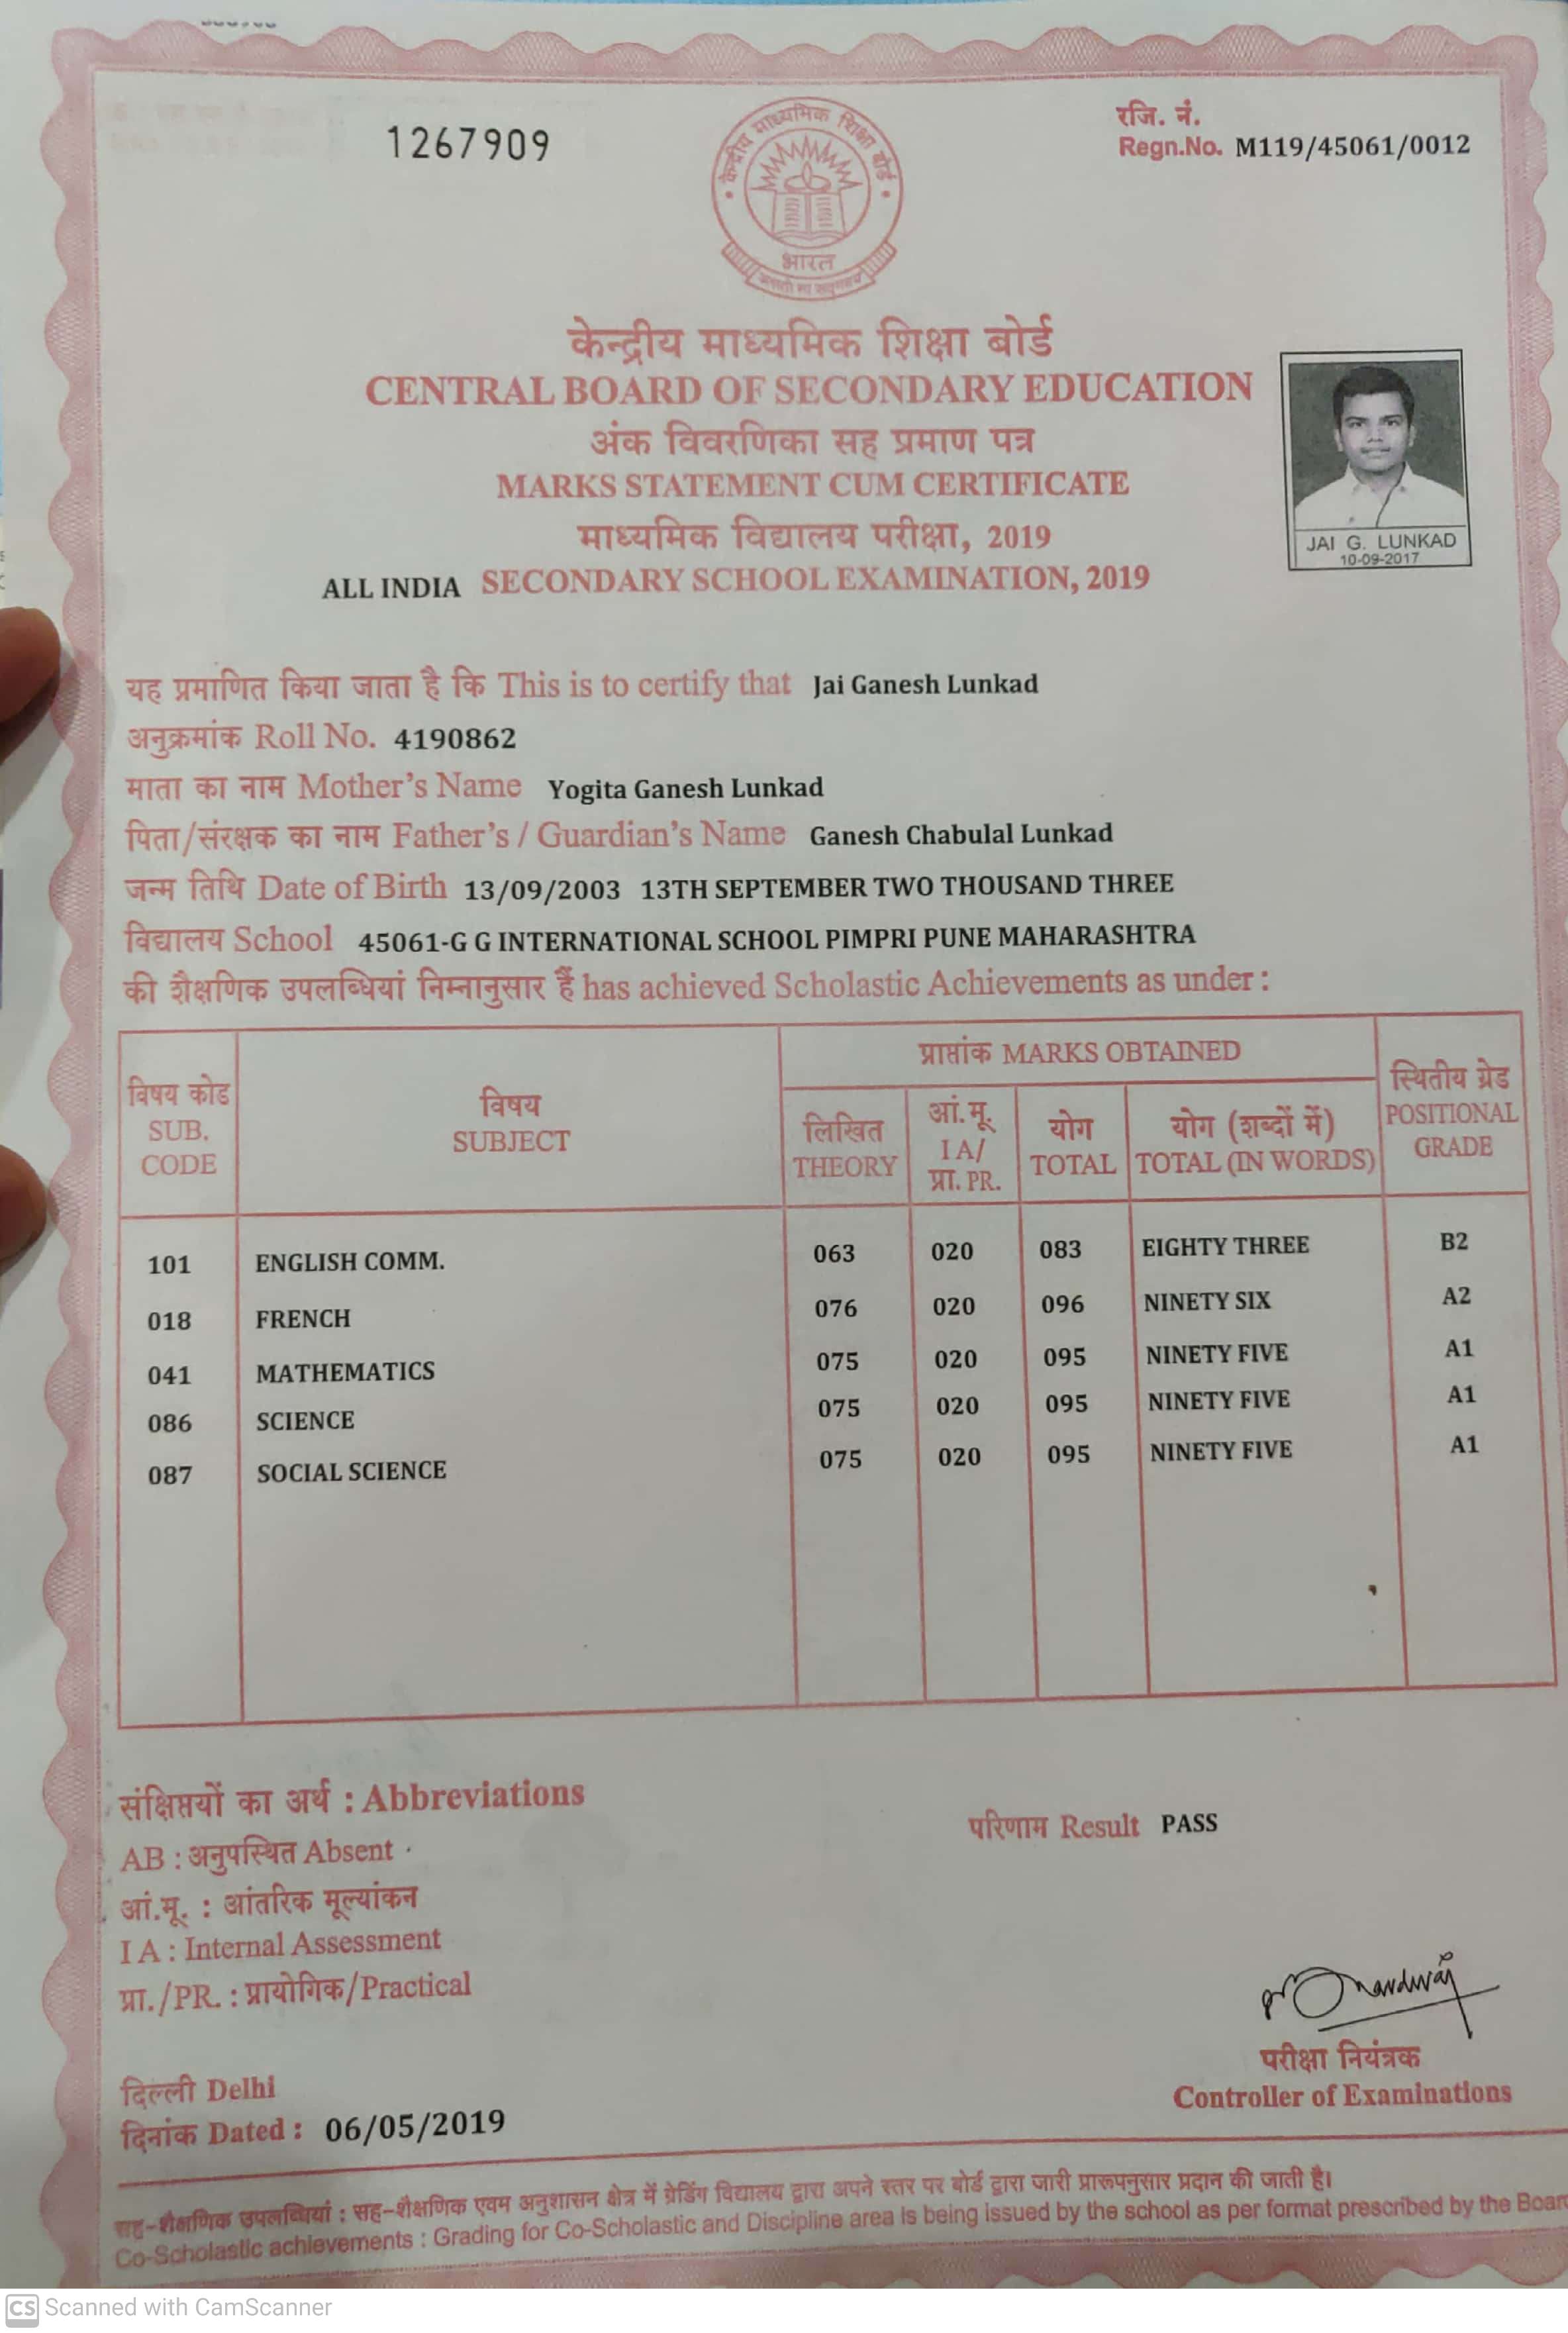 1267909
रजि. नं.
Regn.No. M119/45061/0012
केन्द्रीय माध्यमिक शिक्षा बोर्ड
भारत
केन्द्रीय माध्यमिक शिक्षा बोर्ड
CENTRAL BOARD OF SECONDARY EDUCATION
अंक विवरणिका सह प्रमाण पत्र
MARKS STATEMENT CUM CERTIFICATE
माध्यमिक विद्यालय परीक्षा, 2019
ALL INDIA SECONDARY SCHOOL EXAMINATION, 2019
JAI G. LUNKAD
10-09-2017
यह प्रमाणित किया जाता है कि This is to certify that Jai Ganesh Lunkad
अनुक्रमांक Roll No. 4190862
माता का नाम Mother's Name Yogita Ganesh Lunkad
पिता/संरक्षक का नाम Father's / Guardian's Name Ganesh Chabulal Lunkad
जन्म तिथि Date of Birth 13/09/2003 13TH SEPTEMBER TWO THOUSAND THREE
विद्यालय School 45061-G G INTERNATIONAL SCHOOL PIMPRI PUNE MAHARASHTRA
की शैक्षणिक उपलब्धियां निम्नानुसार हैं has achieved Scholastic Achievements as under :
विषय कोड SUB. CODE विषय SUBJECT प्राप्तांक MARKS OBTAINED स्थितीय ग्रेड POSITIONAL GRADE
लिखित THEORY आं.मू. I A/ प्रा. PR. योग TOTAL योग (शब्दों में) TOTAL (IN WORDS)
101 ENGLISH COMM. 063 020 083 EIGHTY THREE B2
018 FRENCH 076 020 096 NINETY SIX A2
041 MATHEMATICS 075 020 095 NINETY FIVE A1
086 SCIENCE 075 020 095 NINETY FIVE A1
087 SOCIAL SCIENCE 075 020 095 NINETY FIVE A1
संक्षिप्तयों का अर्थ : Abbreviations
परिणाम Result PASS
AB : अनुपस्थित Absent
आं.मू. : आंतरिक मूल्यांकन
I A : Internal Assessment
प्रा./PR. : प्रायोगिक/Practical
परीक्षा नियंत्रक
Controller of Examinations
दिल्ली Delhi
दिनांक Dated : 06/05/2019
सह-शैक्षणिक उपलब्धियां : सह-शैक्षणिक एवम अनुशासन क्षेत्र में ग्रेडिंग विद्यालय द्वारा अपने स्तर पर बोर्ड द्वारा जारी प्रारूपनुसार प्रदान की जाती है।
Co-Scholastic achievements : Grading for Co-Scholastic and Discipline area is being issued by the school as per format prescribed by the Boar
CS Scanned with CamScanner